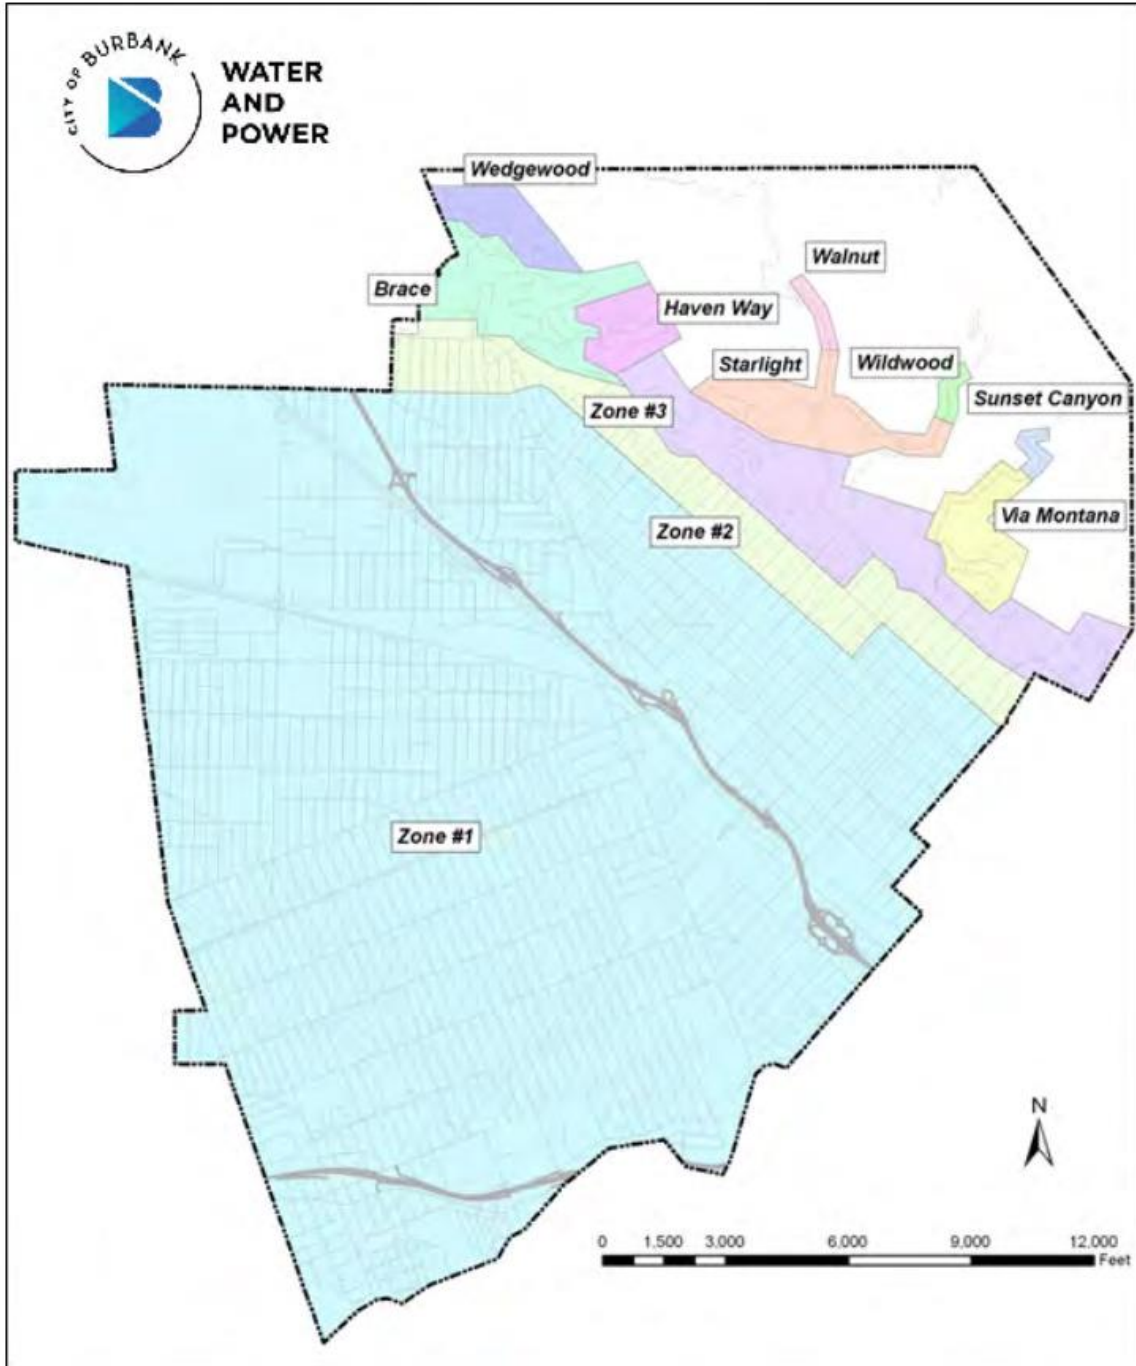 CITY OF BURBANK
WATER
AND
POWER
Wedgewood
Walnut
Brace
Haven Way
Starlight
Wildwood
Sunset Canyon
Zone #3
Via Montana
Zone #2
Zone #1
N
0 1,500 3,000 6,000 9,000 12,000
Feet